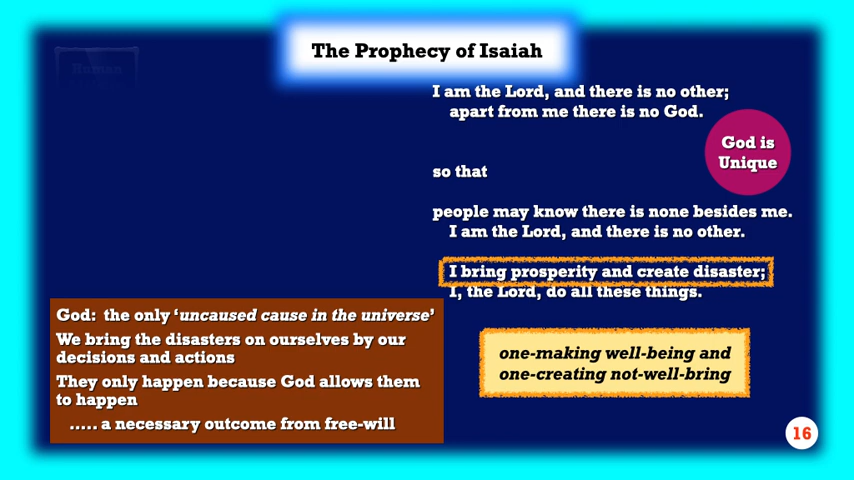 The Prophecy of Isaiah
Human
I am the Lord, and there is no other;
apart from me there is no God.
God is
Unique
so that
people may know there is none besides me.
I am the Lord, and there is no other.
I bring prosperity and create disaster;
I, the Lord, do all these things.
God: the only ‘uncaused cause in the universe’
We bring the disasters on ourselves by our
decisions and actions
They only happen because God allows them
to happen
..... a necessary outcome from free-will
one-making well-being and
one-creating not-well-bring
16